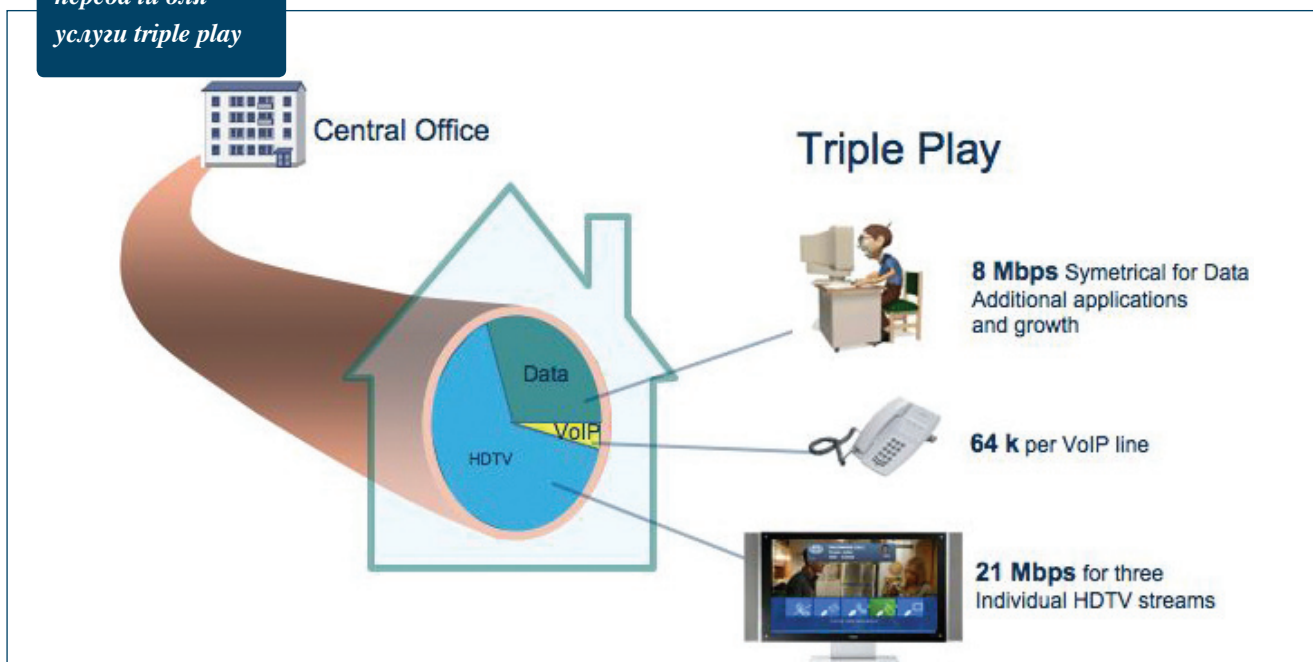 услуги triple play
Central Office
Triple Play
8 Mbps Symetrical for Data
Additional applications
and growth
Data
VoIP
HDTV
64 k per VoIP line
21 Mbps for three
Individual HDTV streams